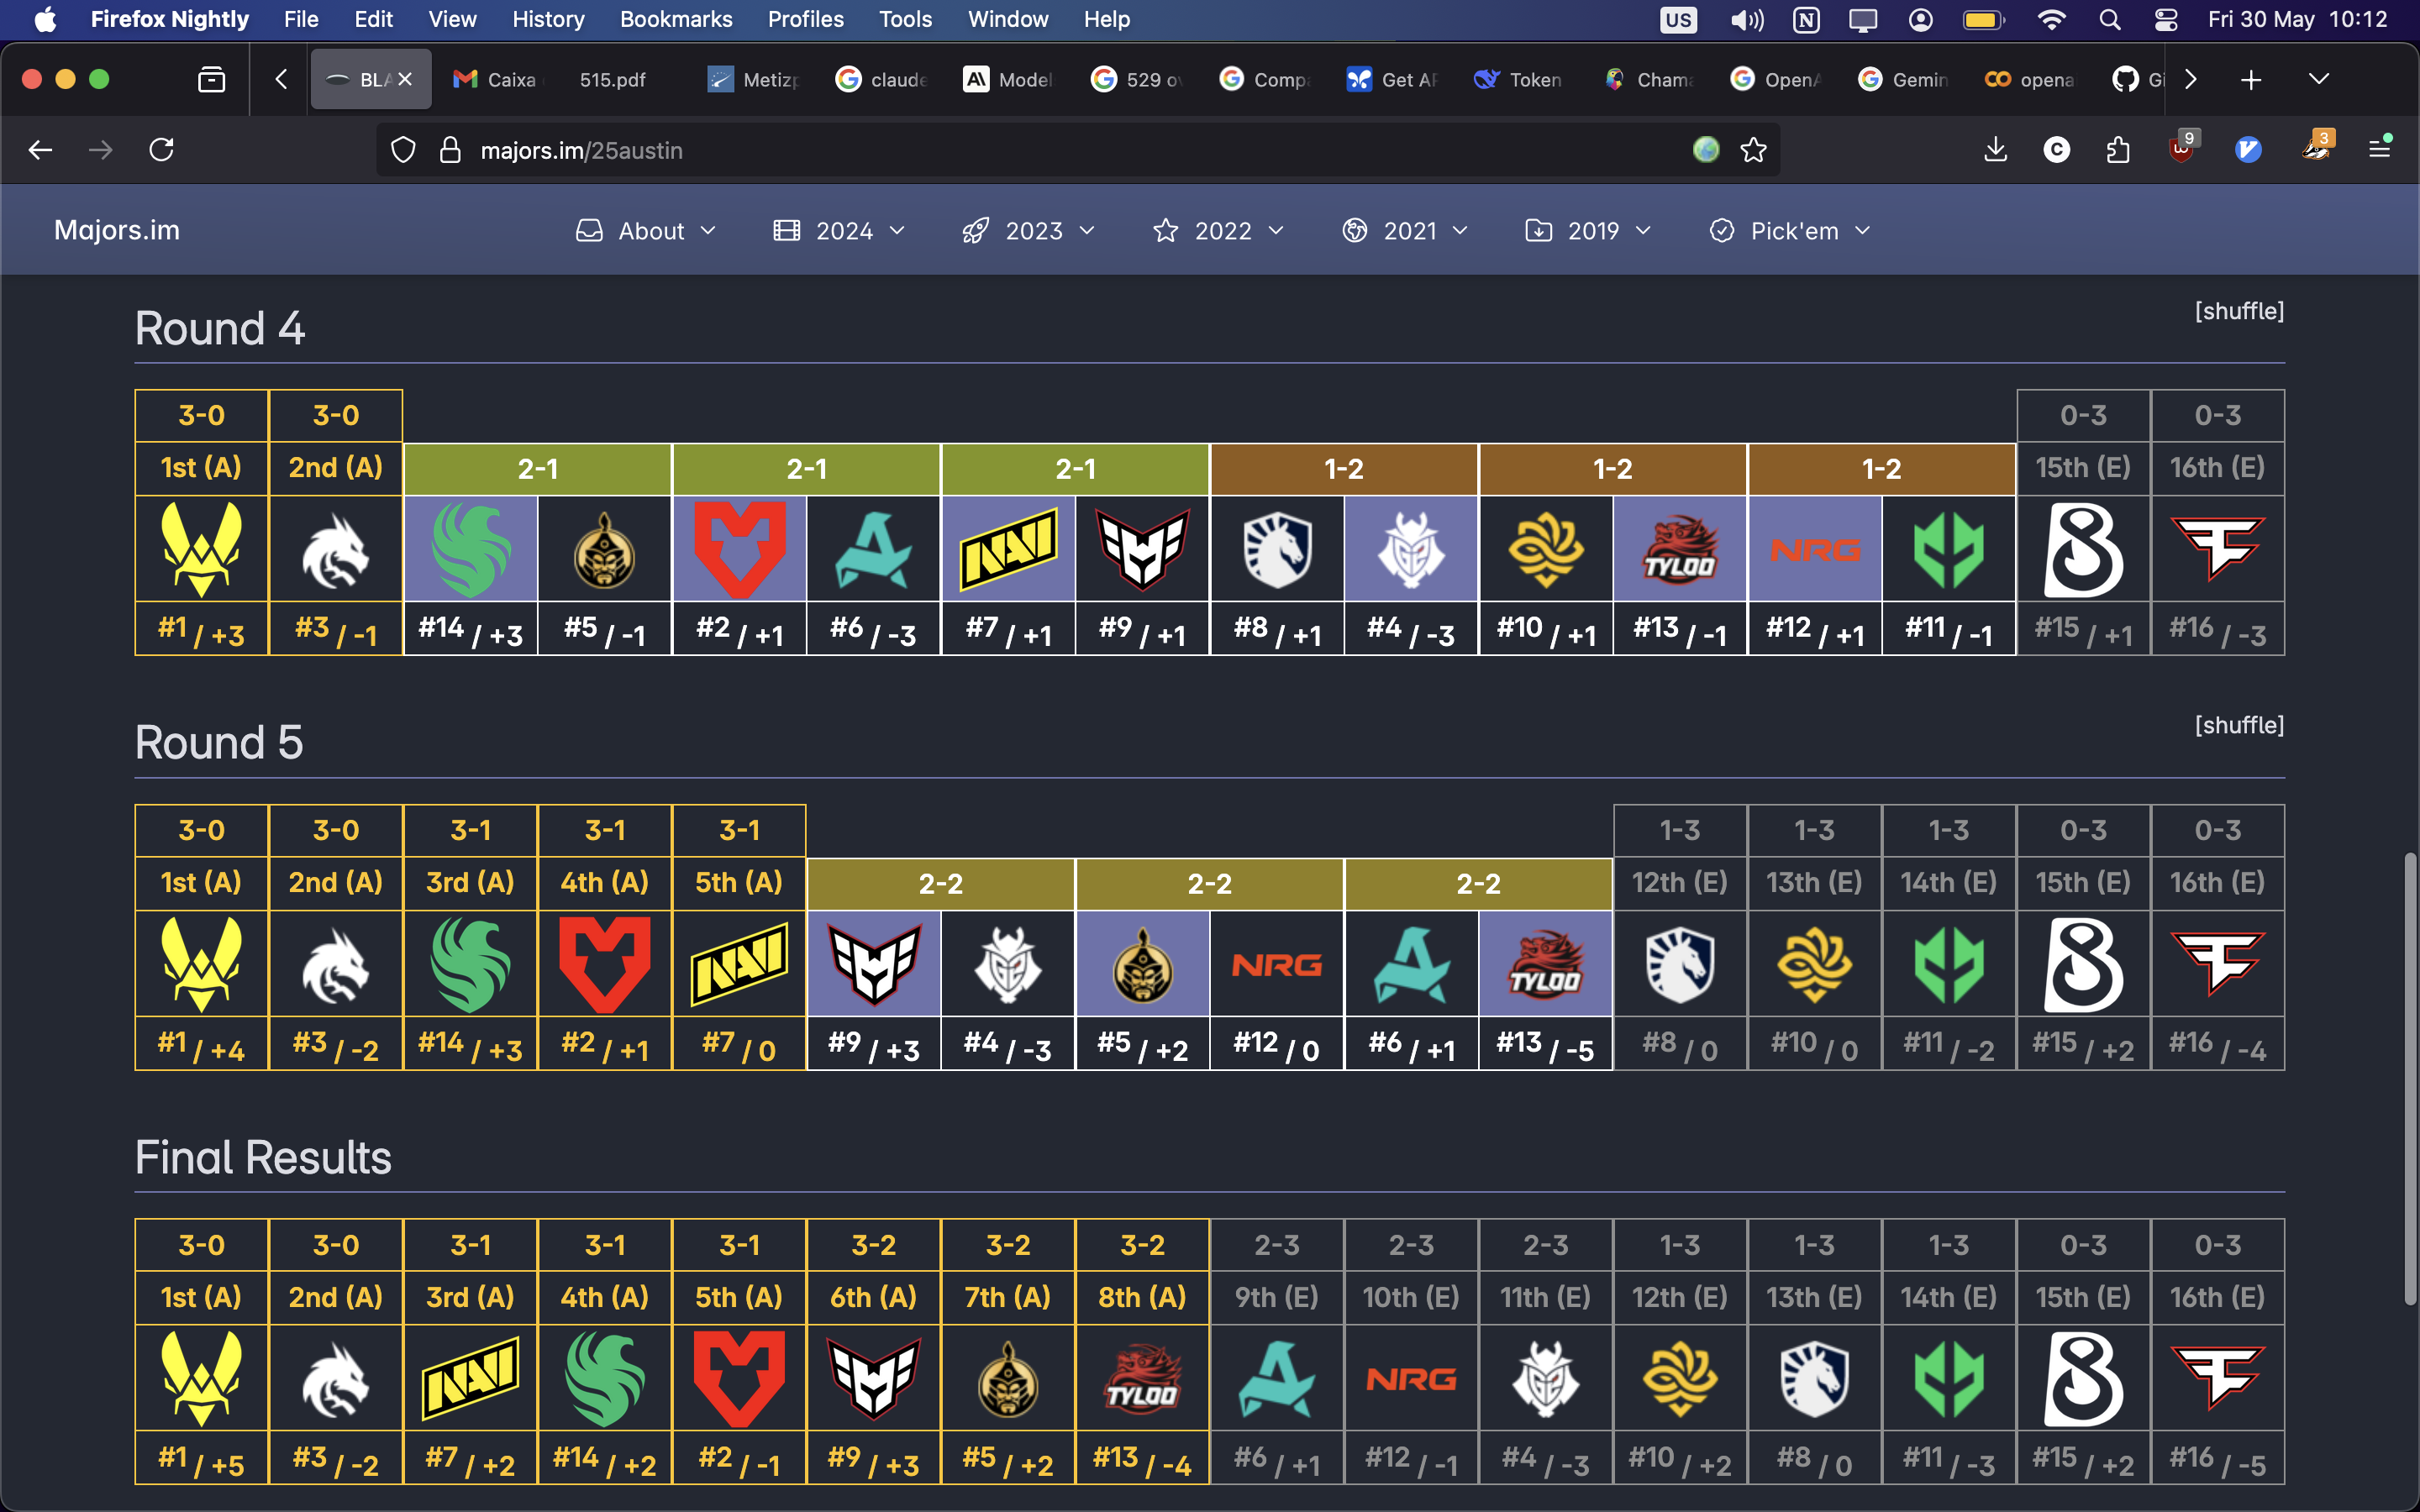 Firefox Nightly File Edit View History Bookmarks Profiles Tools Window Help US Fri 30 May 10:12
BLA Caixa 515.pdf Metizp claude Model 529 o Comp Get AP Token Cham OpenA Gemin opena Gi
majors.im/25austin 9 3
Majors.im About 2024 2023 2022 2021 2019 Pick'em
Round 4 [shuffle]
3-0 3-0 0-3 0-3
1st (A) 2nd (A) 2-1 2-1 2-1 1-2 1-2 1-2 15th (E) 16th (E)
NAVI TYLOO NRG
#1 / +3 #3 / -1 #14 / +3 #5 / -1 #2 / +1 #6 / -3 #7 / +1 #9 / +1 #8 / +1 #4 / -3 #10 / +1 #13 / -1 #12 / +1 #11 / -1 #15 / +1 #16 / -3
Round 5 [shuffle]
3-0 3-0 3-1 3-1 3-1 1-3 1-3 1-3 0-3 0-3
1st (A) 2nd (A) 3rd (A) 4th (A) 5th (A) 2-2 2-2 2-2 12th (E) 13th (E) 14th (E) 15th (E) 16th (E)
NAVI NRG TYLOO
#1 / +4 #3 / -2 #14 / +3 #2 / +1 #7 / 0 #9 / +3 #4 / -3 #5 / +2 #12 / 0 #6 / +1 #13 / -5 #8 / 0 #10 / 0 #11 / -2 #15 / +2 #16 / -4
Final Results
3-0 3-0 3-1 3-1 3-1 3-2 3-2 3-2 2-3 2-3 2-3 1-3 1-3 1-3 0-3 0-3
1st (A) 2nd (A) 3rd (A) 4th (A) 5th (A) 6th (A) 7th (A) 8th (A) 9th (E) 10th (E) 11th (E) 12th (E) 13th (E) 14th (E) 15th (E) 16th (E)
NAVI TYLOO NRG
#1 / +5 #3 / -2 #7 / +2 #14 / +2 #2 / -1 #9 / +3 #5 / +2 #13 / -4 #6 / +1 #12 / -1 #4 / -3 #10 / +2 #8 / 0 #11 / -3 #15 / +2 #16 / -5